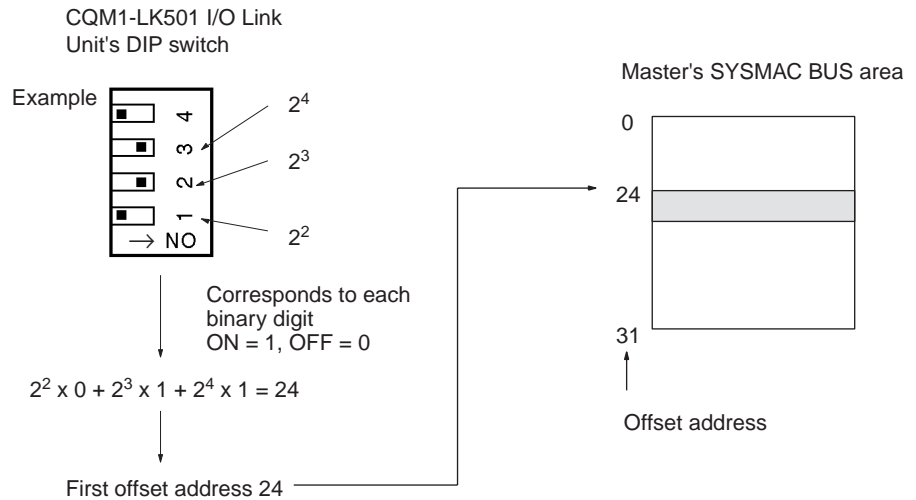 CQM1-LK501 I/O Link
Unit's DIP switch
Example
4
3
2
1
→ NO
2⁴
2³
2²
Corresponds to each
binary digit
ON = 1, OFF = 0
2² x 0 + 2³ x 1 + 2⁴ x 1 = 24
First offset address 24
Master's SYSMAC BUS area
0
24
31
Offset address